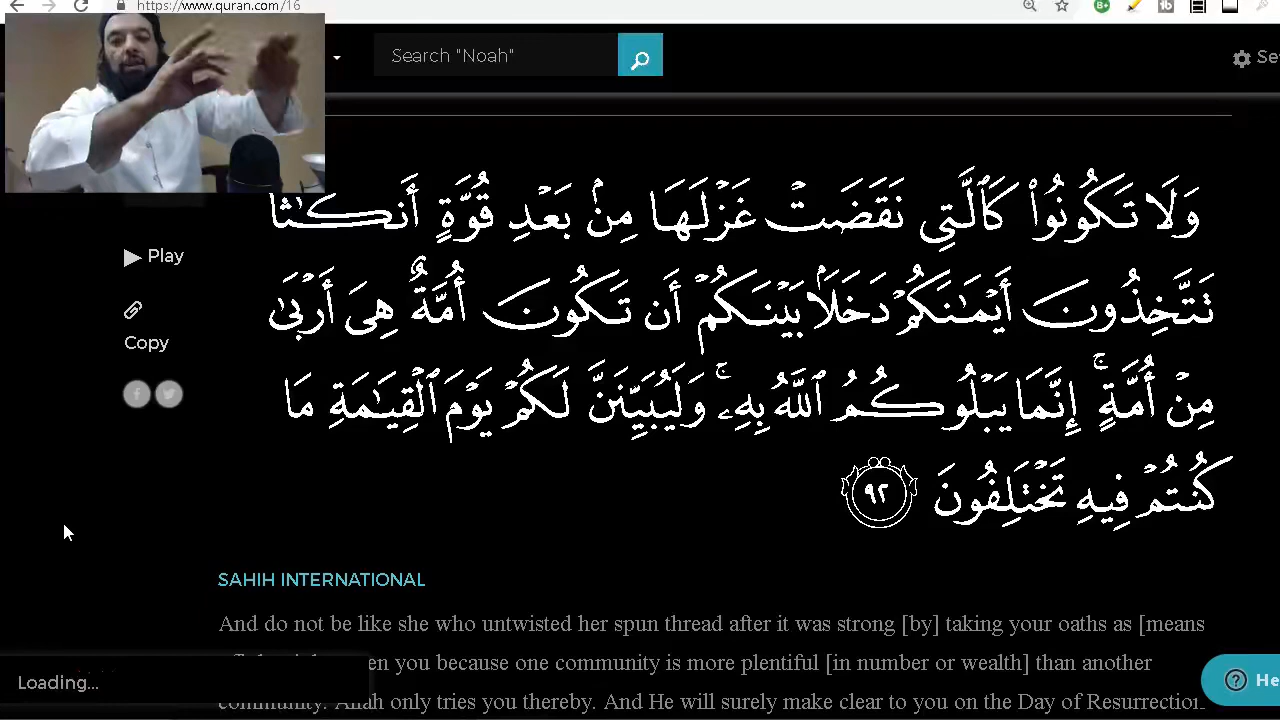 https://www.quran.com/16
Search "Noah"
Se
وَلَا تَكُونُوا۟ كَٱلَّتِى نَقَضَتْ غَزْلَهَا مِنۢ بَعْدِ قُوَّةٍ أَنكَـٰثًا
تَتَّخِذُونَ أَيْمَـٰنَكُمْ دَخَلًۢا بَيْنَكُمْ أَن تَكُونَ أُمَّةٌ هِىَ أَرْبَىٰ
مِنْ أُمَّةٍ ۚ إِنَّمَا يَبْلُوكُمُ ٱللَّهُ بِهِۦ ۚ وَلَيُبَيِّنَنَّ لَكُمْ يَوْمَ ٱلْقِيَـٰمَةِ مَا
كُنتُمْ فِيهِ تَخْتَلِفُونَ ٩٢
Play
Copy
SAHIH INTERNATIONAL
And do not be like she who untwisted her spun thread after it was strong [by] taking your oaths as [means
you because one community is more plentiful [in number or wealth] than another
community. Allah only tries you thereby. And He will surely make clear to you on the Day of Resurrection
Loading...
He